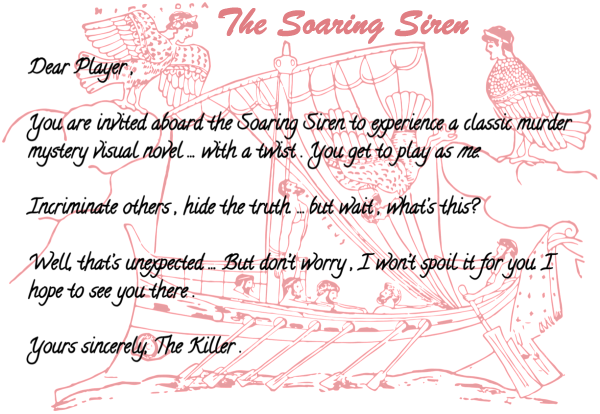 The Soaring Siren
Dear Player,
You are invited aboard the Soaring Siren to experience a classic murder
mystery visual novel... with a twist. You get to play as me
Incriminate others, hide the truth... but wait, what's this?
Well, that's unexpected... But don't worry, I won't spoil it for you. I
hope to see you there.
Yours sincerely, The Killer.